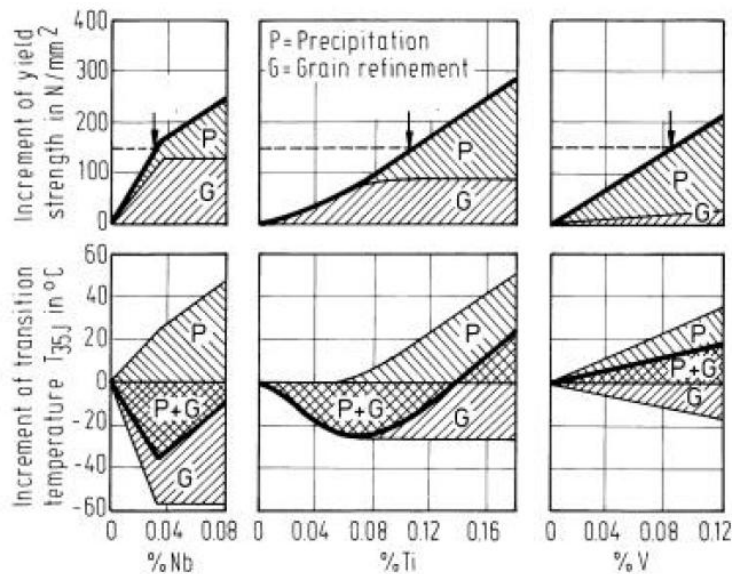 Increment of yield
strength in N/mm2
400
300
200
100
0
P
G
P = Precipitation
G = Grain refinement
P
G
P
G
Increment of transition
temperature T35J in °C
60
40
20
0
-20
-40
-60
P
P+G
G
P
P+G
G
P
P+G
0 0.04 0.08
% Nb
0 0.04 0.08 0.12 0.16
% Ti
0 0.04 0.08 0.12
% V